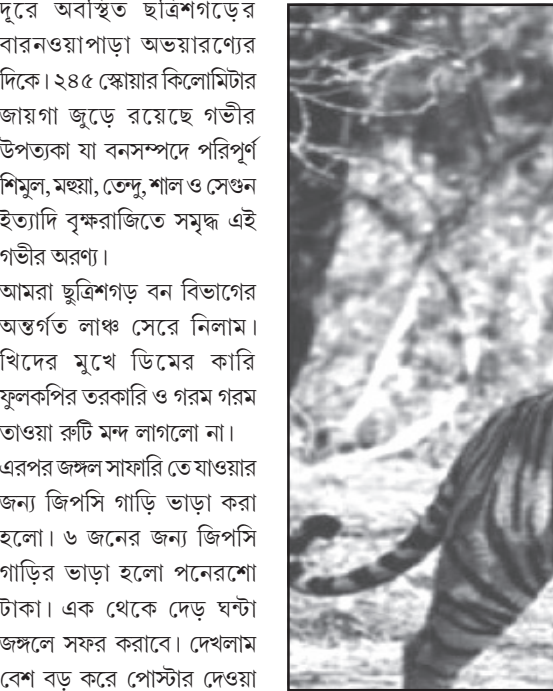 দূরে অবস্থিত ছত্রিশগড়ের
বারনওয়াপাড়া অভয়ারণ্যের
দিকে। ২৪৫ স্কোয়ার কিলোমিটার
জায়গা জুড়ে রয়েছে গভীর
উপত্যকা যা বনসম্পদে পরিপূর্ণ
শিমুল, মহুয়া, তেন্দু, শাল ও সেগুন
ইত্যাদি বৃক্ষরাজিতে সমৃদ্ধ এই
গভীর অরণ্য।
আমরা ছত্রিশগড় বন বিভাগের
অন্তর্গত লাঞ্চ সেরে নিলাম।
খিদের মুখে ডিমের কারি
ফুলকপির তরকারি ও গরম গরম
তাওয়া রুটি মন্দ লাগলো না।
এরপর জঙ্গল সাফারি তে যাওয়ার
জন্য জিপসি গাড়ি ভাড়া করা
হলো। ৬ জনের জন্য জিপসি
গাড়ির ভাড়া হলো পনেরশো
টাকা। এক থেকে দেড় ঘন্টা
জঙ্গলে সফর করাবে। দেখলাম
বেশ বড় করে পোস্টার দেওয়া